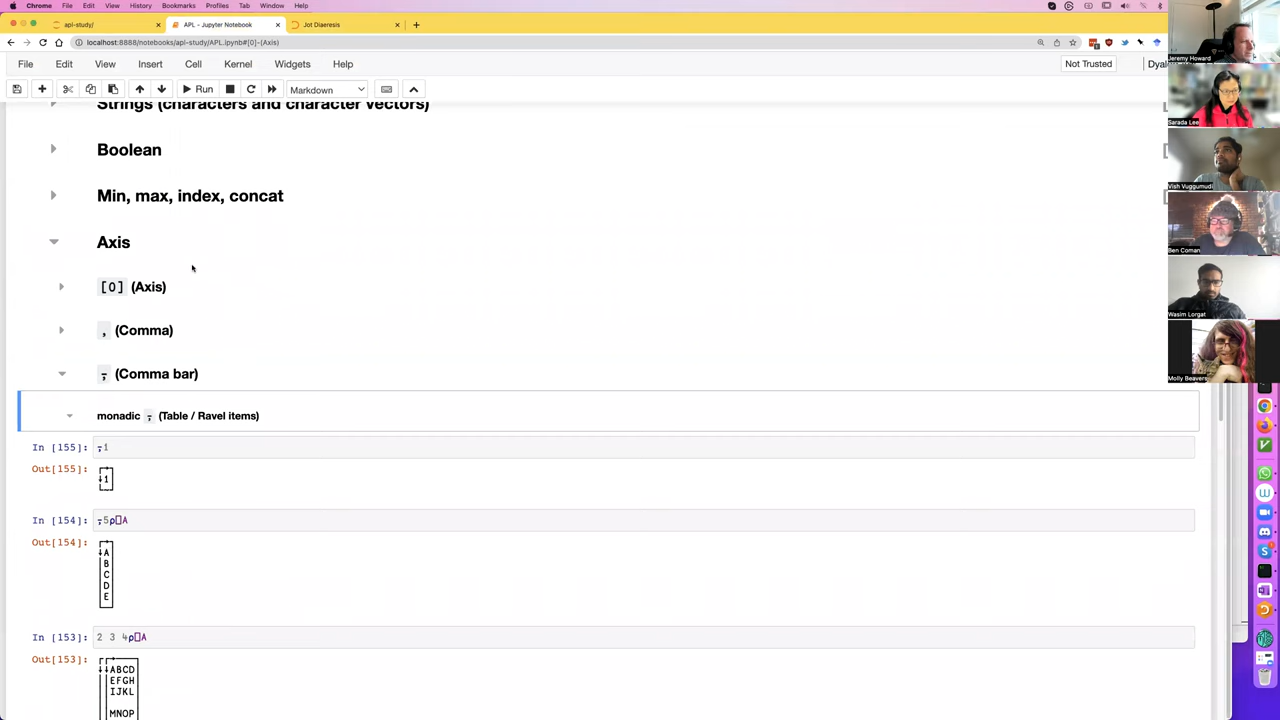 Chrome File Edit View History Bookmarks Profiles Tab Window Help
apl-study/
APL - Jupyter Notebook
Jot Diaeresis
localhost:8888/notebooks/apl-study/APL.ipynb#[0]-(Axis)
File Edit View Insert Cell Kernel Widgets Help
Not Trusted
Dyal
Run
Markdown
Strings (characters and character vectors)
Boolean
Min, max, index, concat
Axis
[0] (Axis)
, (Comma)
⍪ (Comma bar)
monadic ⍪ (Table / Ravel items)
In [155]: ⍪1
Out[155]:
1
In [154]: ⍪5⍴⎕A
Out[154]:
A
B
C
D
E
In [153]: 2 3 4⍴⎕A
Out[153]:
ABCD
EFGH
IJKL
MNOP
Jeremy Howard
Sarada Lee
Vish Vuggumudi
Ben Coman
Wasim Lorgat
Molly Beavers